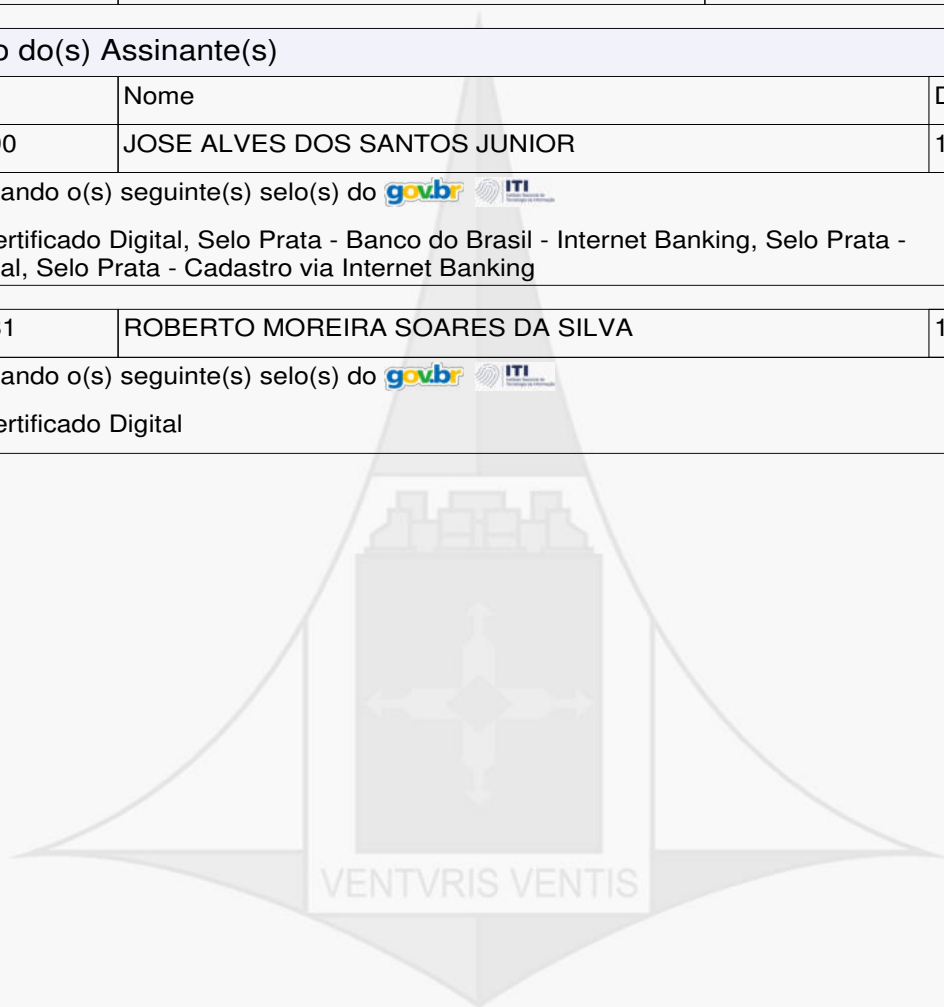 o do(s) Assinante(s)
Nome D
00 JOSE ALVES DOS SANTOS JUNIOR 1
ando o(s) seguinte(s) selo(s) do gov.br ITI
ertificado Digital, Selo Prata - Banco do Brasil - Internet Banking, Selo Prata -
al, Selo Prata - Cadastro via Internet Banking
31 ROBERTO MOREIRA SOARES DA SILVA 1
ando o(s) seguinte(s) selo(s) do gov.br ITI
ertificado Digital
VENTVRIS VENTIS